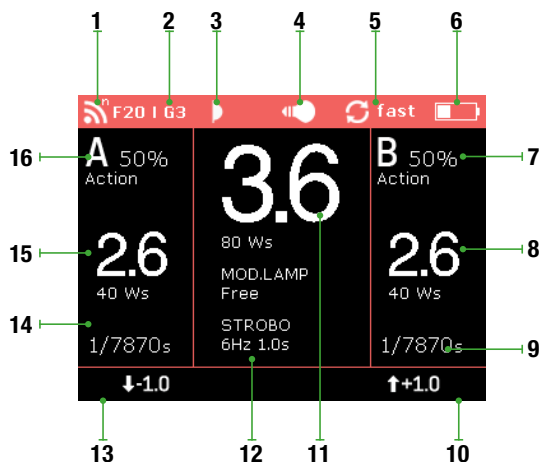 1 2 3 4 5 6
n F20 I G3 fast
16 A 50% 3.6 B 50% 7
Action Action
15 2.6 80 Ws 2.6 8
40 Ws MOD.LAMP 40 Ws
Free
14 STROBO
1/7870s 6Hz 1.0s 1/7870s 9
-1.0 +1.0
13 12 11 10